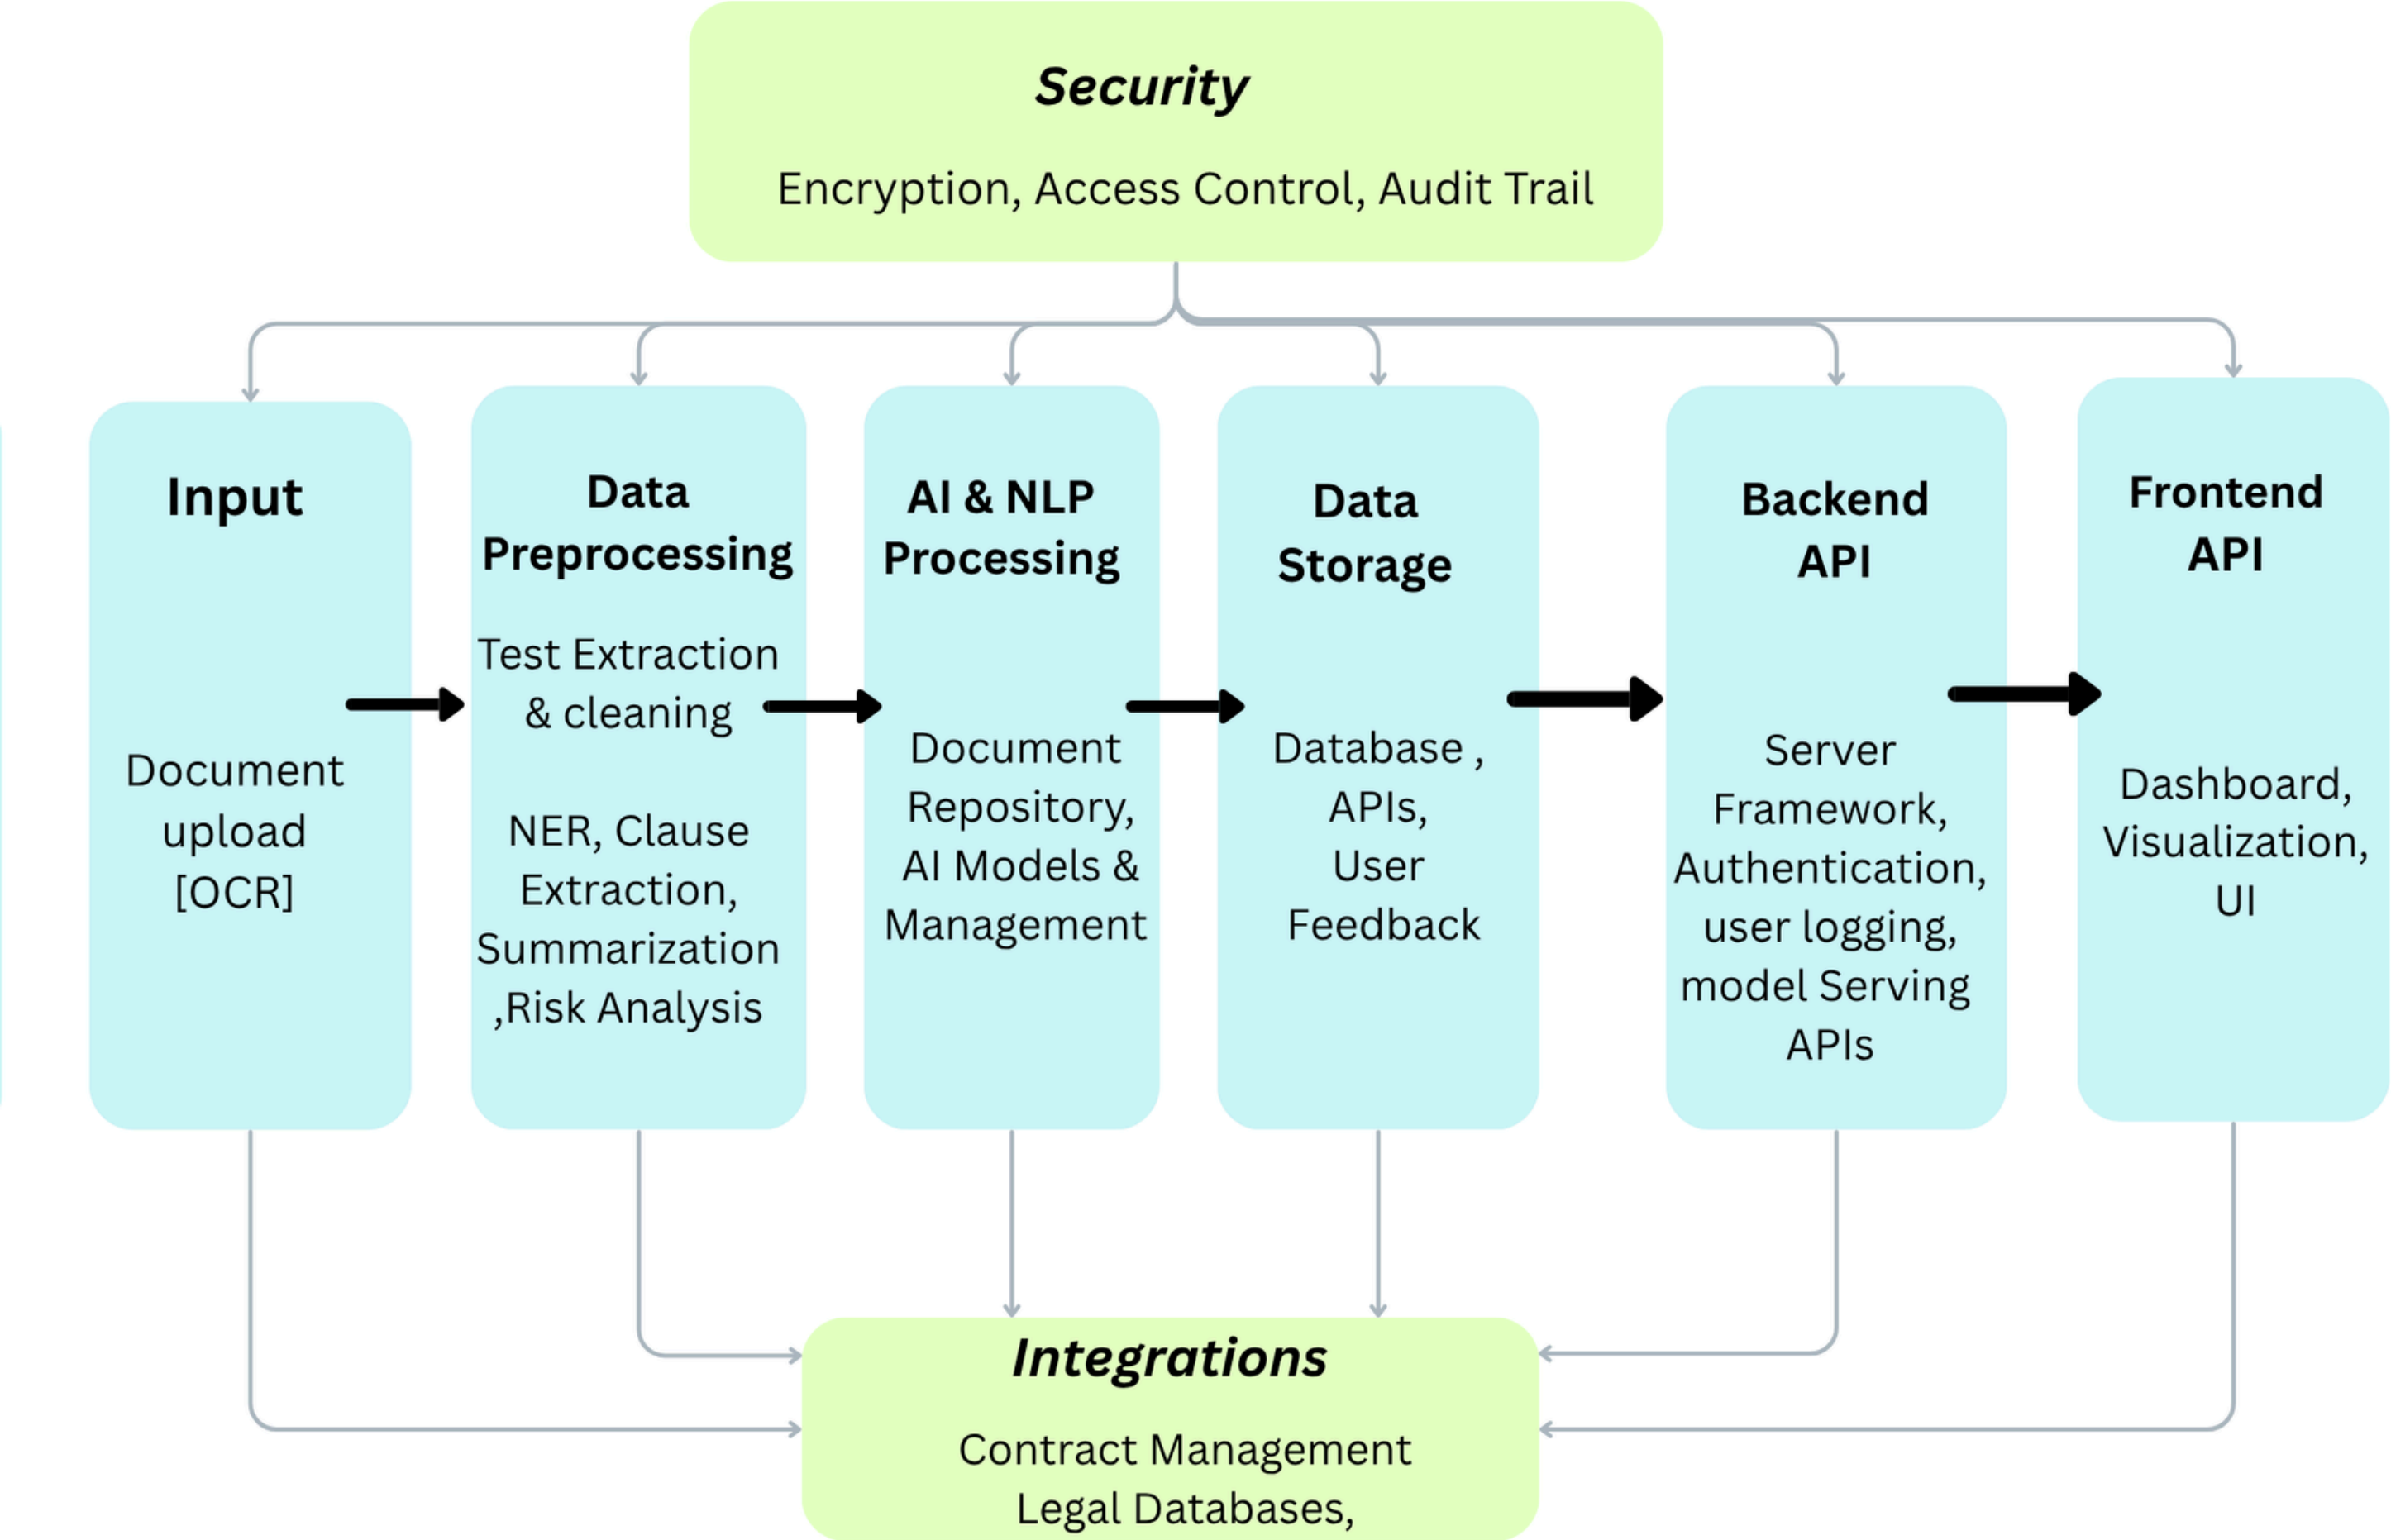 Security
Encryption, Access Control, Audit Trail
Input
Document
upload
[OCR]
Data
Preprocessing
Test Extraction
& cleaning
NER, Clause
Extraction,
Summarization
,Risk Analysis
AI & NLP
Processing
Document
Repository,
AI Models &
Management
Data
Storage
Database ,
APIs,
User
Feedback
Backend
API
Server
Framework,
Authentication,
user logging,
model Serving
APIs
Frontend
API
Dashboard,
Visualization,
UI
Integrations
Contract Management
Legal Databases,